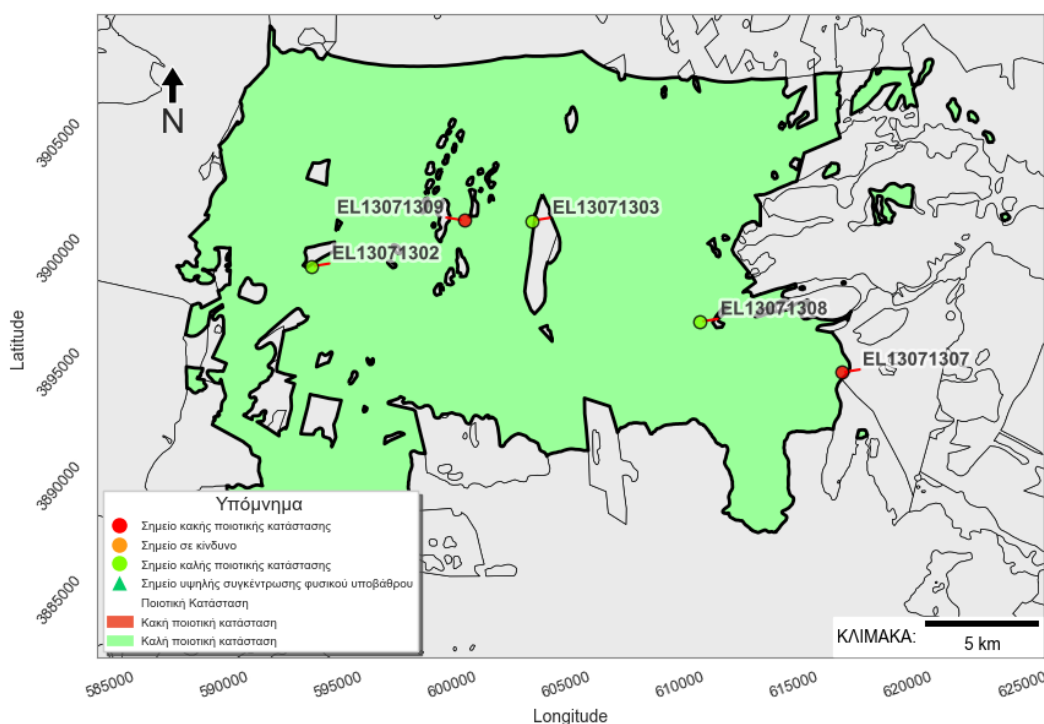 N
EL13071309
EL13071303
EL13071302
EL13071308
EL13071307
Latitude
3905000
3900000
3895000
3890000
3885000
Υπόμνημα
Σημείο κακής ποιοτικής κατάστασης
Σημείο σε κίνδυνο
Σημείο καλής ποιοτικής κατάστασης
Σημείο υψηλής συγκέντρωσης φυσικού υποβάθρου
Ποιοτική Κατάσταση
Κακή ποιοτική κατάσταση
Καλή ποιοτική κατάσταση
ΚΛΙΜΑΚΑ:
5 km
585000 590000 595000 600000 605000 610000 615000 620000 625000
Longitude